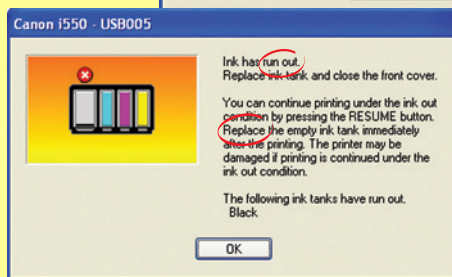 Canon i550 - USB005
Ink has run out.
Replace ink tank and close the front cover.
You can continue printing under the ink out
condition by pressing the RESUME button.
Replace the empty ink tank immediately
after the printing. The printer may be
damaged if printing is continued under the
ink out condition.
The following ink tanks have run out.
Black
OK